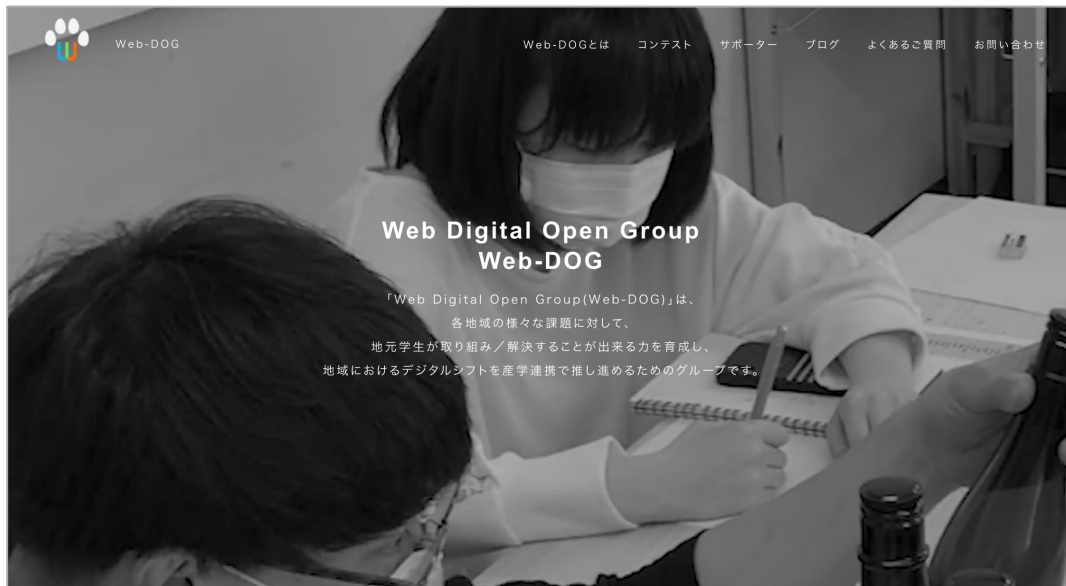 Web-DOG
Web-DOGとは コンテスト サポーター ブログ よくあるご質問 お問い合わせ
Web Digital Open Group
Web-DOG
「Web Digital Open Group(Web-DOG)」は、
各地域の様々な課題に対して、
地元学生が取り組み／解決することが出来る力を育成し、
地域におけるデジタルシフトを産学連携で推し進めるためのグループです。